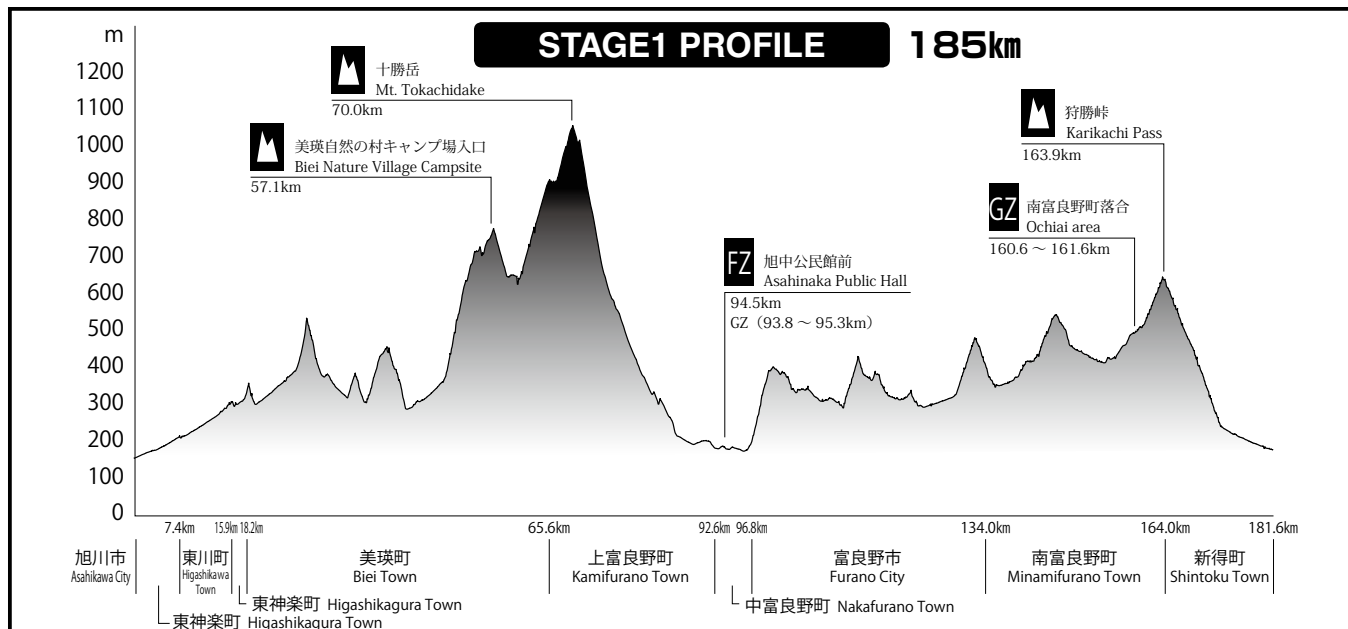 STAGE1 PROFILE 185km
m
1200
1100
1000
900
800
700
600
500
400
300
200
100
0
十勝岳
Mt. Tokachidake
70.0km
美瑛自然の村キャンプ場入口
Biei Nature Village Campsite
57.1km
FZ
旭中公民館前
Asahinaka Public Hall
94.5km
GZ（93.8 ～ 95.3km）
狩勝峠
Karikachi Pass
163.9km
GZ
南富良野町落合
Ochiai area
160.6 ～ 161.6km
7.4km 15.9km 18.2km 65.6km 92.6km 96.8km 134.0km 164.0km 181.6km
旭川市
Asahikawa City
東川町
Higashikawa
Town
美瑛町
Biei Town
上富良野町
Kamifurano Town
富良野市
Furano City
南富良野町
Minamifurano Town
新得町
Shintoku Town
東神楽町 Higashikagura Town
中富良野町 Nakafurano Town
東神楽町 Higashikagura Town